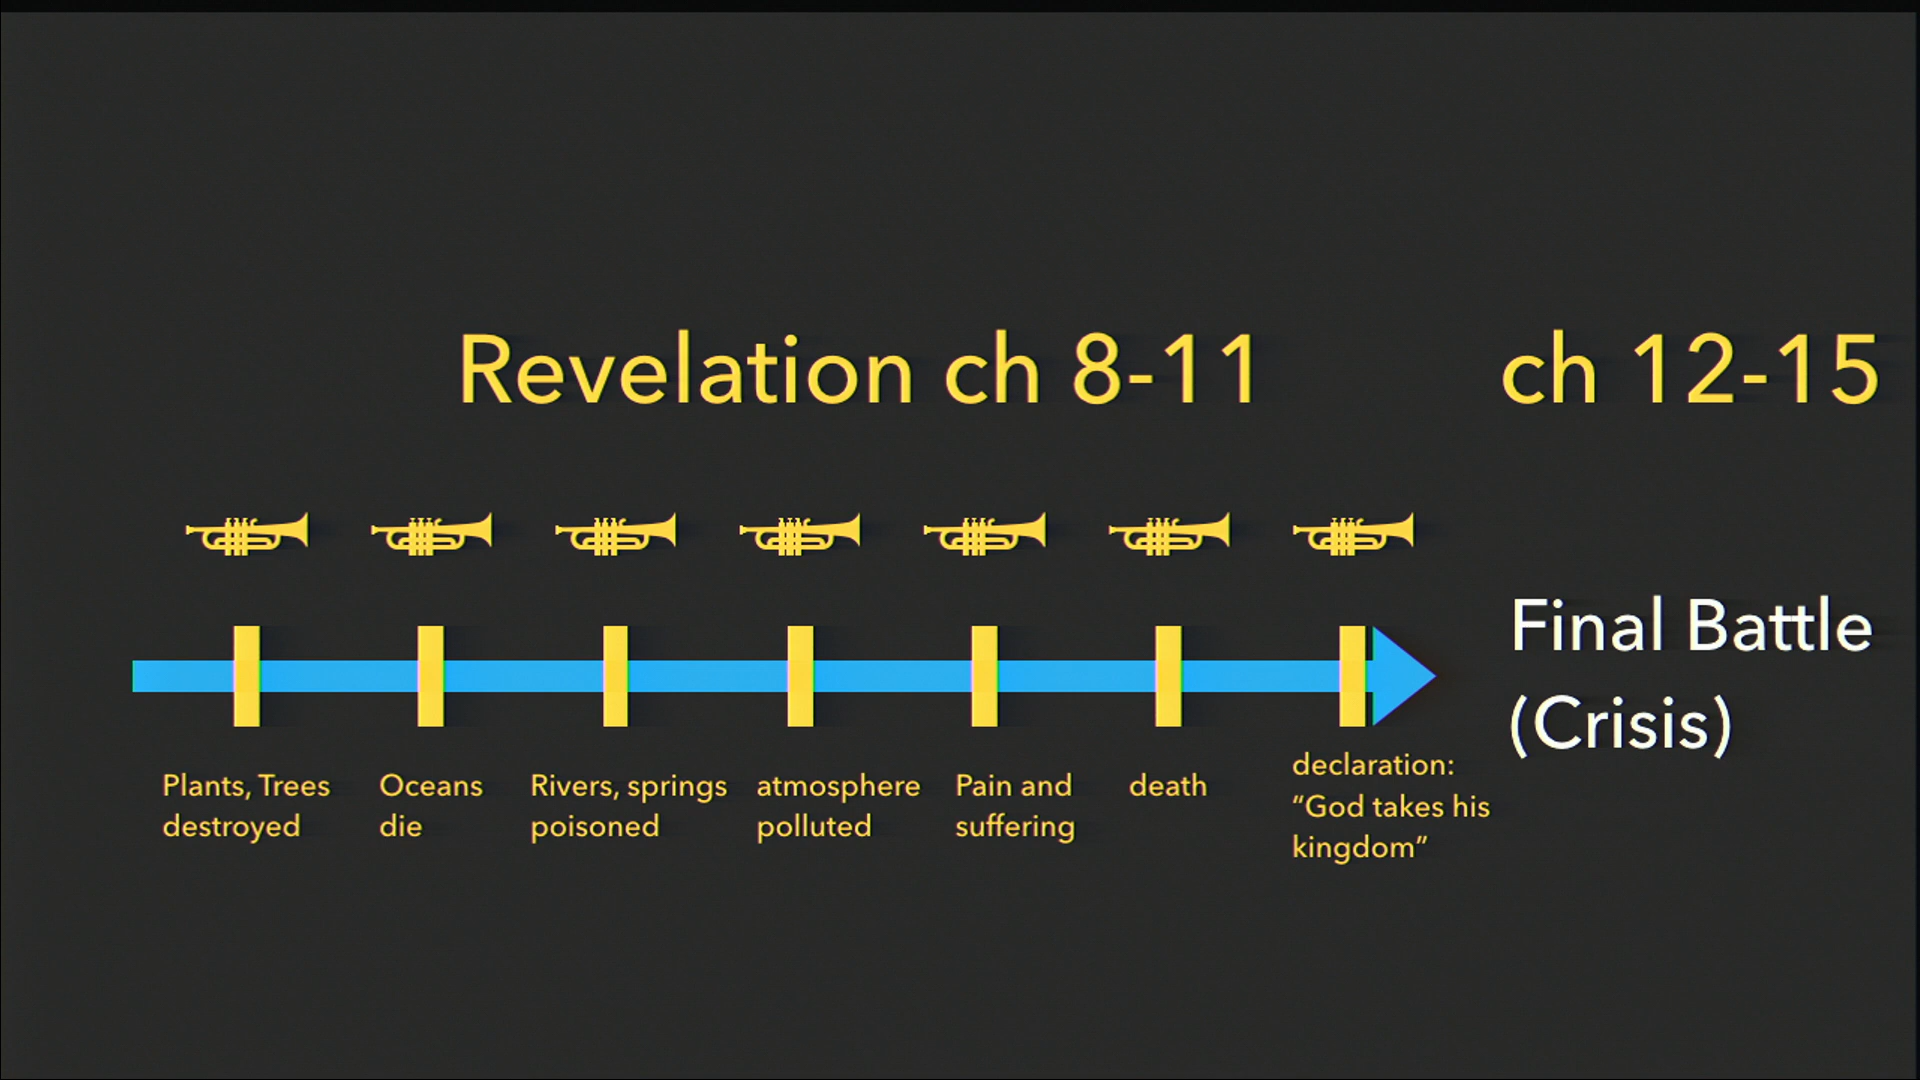 Revelation ch 8-11
ch 12-15
Final Battle
(Crisis)
Plants, Trees
destroyed
Oceans
die
Rivers, springs
poisoned
atmosphere
polluted
Pain and
suffering
death
declaration:
“God takes his
kingdom”